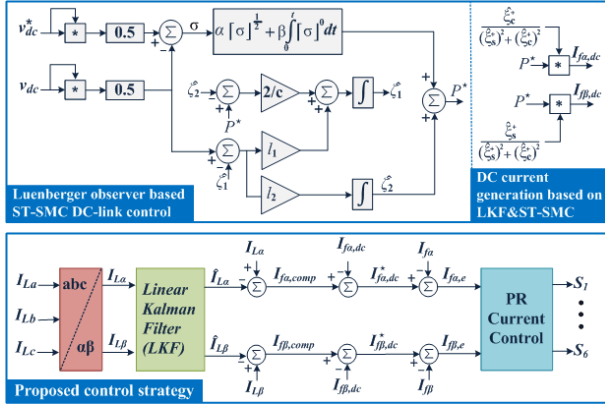 v*dc
*
0.5
Σ
σ
α ⌈σ⌋^(1/2) + β∫₀ᵗ⌈σ⌋⁰dt
vdc
*
0.5
ζ̂2
Σ
2/c
Σ
∫
ζ̂1
P*
Σ
P*
Σ
l1
ζ̂1
l2
∫
ζ̂2
Luenberger observer based
ST-SMC DC-link control
ξ̂c+
(ξ̂s+)² + (ξ̂c+)²
P*
*
Ifα,dc
P*
*
Ifβ,dc
ξ̂s+
(ξ̂s+)² + (ξ̂c+)²
DC current
generation based on
LKF&ST-SMC
ILα
Ifα,dc
Ifα
ILa
abc
ILα
ÎLα
Σ
Ifα,comp
Σ
I*fα,dc
Σ
Ifα,e
S1
ILb
Linear
Kalman
Filter
(LKF)
PR
Current
Control
ILc
αβ
ILβ
ÎLβ
Σ
Ifβ,comp
Σ
I*fβ,dc
Σ
Ifβ,e
S6
ILβ
Ifβ,dc
Ifβ
Proposed control strategy